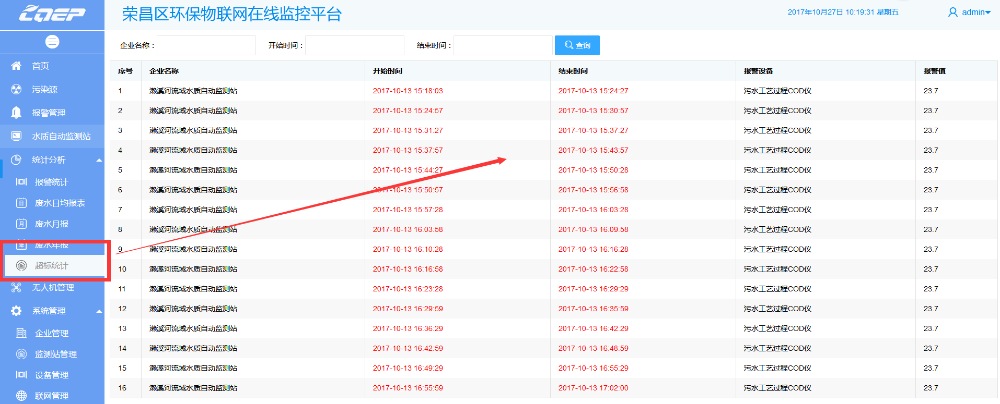 CQEP
荣昌区环保物联网在线监控平台
2017年10月27日 10:19:31 星期五
admin
企业名称：
开始时间：
结束时间：
查询
首页
污染源
报警管理
水质自动监测站
统计分析
报警统计
废水日均报表
废水月报
废水年报
超标统计
无人机管理
系统管理
企业管理
监测站管理
设备管理
联网管理
序号 企业名称 开始时间 结束时间 报警设备 报警值
1 濑溪河流域水质自动监测站 2017-10-13 15:18:03 2017-10-13 15:24:27 污水工艺过程COD仪 23.7
2 濑溪河流域水质自动监测站 2017-10-13 15:24:57 2017-10-13 15:30:57 污水工艺过程COD仪 23.7
3 濑溪河流域水质自动监测站 2017-10-13 15:31:27 2017-10-13 15:37:27 污水工艺过程COD仪 23.7
4 濑溪河流域水质自动监测站 2017-10-13 15:37:57 2017-10-13 15:43:57 污水工艺过程COD仪 23.7
5 濑溪河流域水质自动监测站 2017-10-13 15:44:27 2017-10-13 15:50:28 污水工艺过程COD仪 23.7
6 濑溪河流域水质自动监测站 2017-10-13 15:50:57 2017-10-13 15:56:58 污水工艺过程COD仪 23.7
7 濑溪河流域水质自动监测站 2017-10-13 15:57:28 2017-10-13 16:03:28 污水工艺过程COD仪 23.7
8 濑溪河流域水质自动监测站 2017-10-13 16:03:58 2017-10-13 16:09:58 污水工艺过程COD仪 23.7
9 濑溪河流域水质自动监测站 2017-10-13 16:10:28 2017-10-13 16:16:28 污水工艺过程COD仪 23.7
10 濑溪河流域水质自动监测站 2017-10-13 16:16:58 2017-10-13 16:22:58 污水工艺过程COD仪 23.7
11 濑溪河流域水质自动监测站 2017-10-13 16:23:28 2017-10-13 16:29:29 污水工艺过程COD仪 23.7
12 濑溪河流域水质自动监测站 2017-10-13 16:29:59 2017-10-13 16:35:59 污水工艺过程COD仪 23.7
13 濑溪河流域水质自动监测站 2017-10-13 16:36:29 2017-10-13 16:42:29 污水工艺过程COD仪 23.7
14 濑溪河流域水质自动监测站 2017-10-13 16:42:59 2017-10-13 16:48:59 污水工艺过程COD仪 23.7
15 濑溪河流域水质自动监测站 2017-10-13 16:49:29 2017-10-13 16:55:29 污水工艺过程COD仪 23.7
16 濑溪河流域水质自动监测站 2017-10-13 16:55:59 2017-10-13 17:02:00 污水工艺过程COD仪 23.7